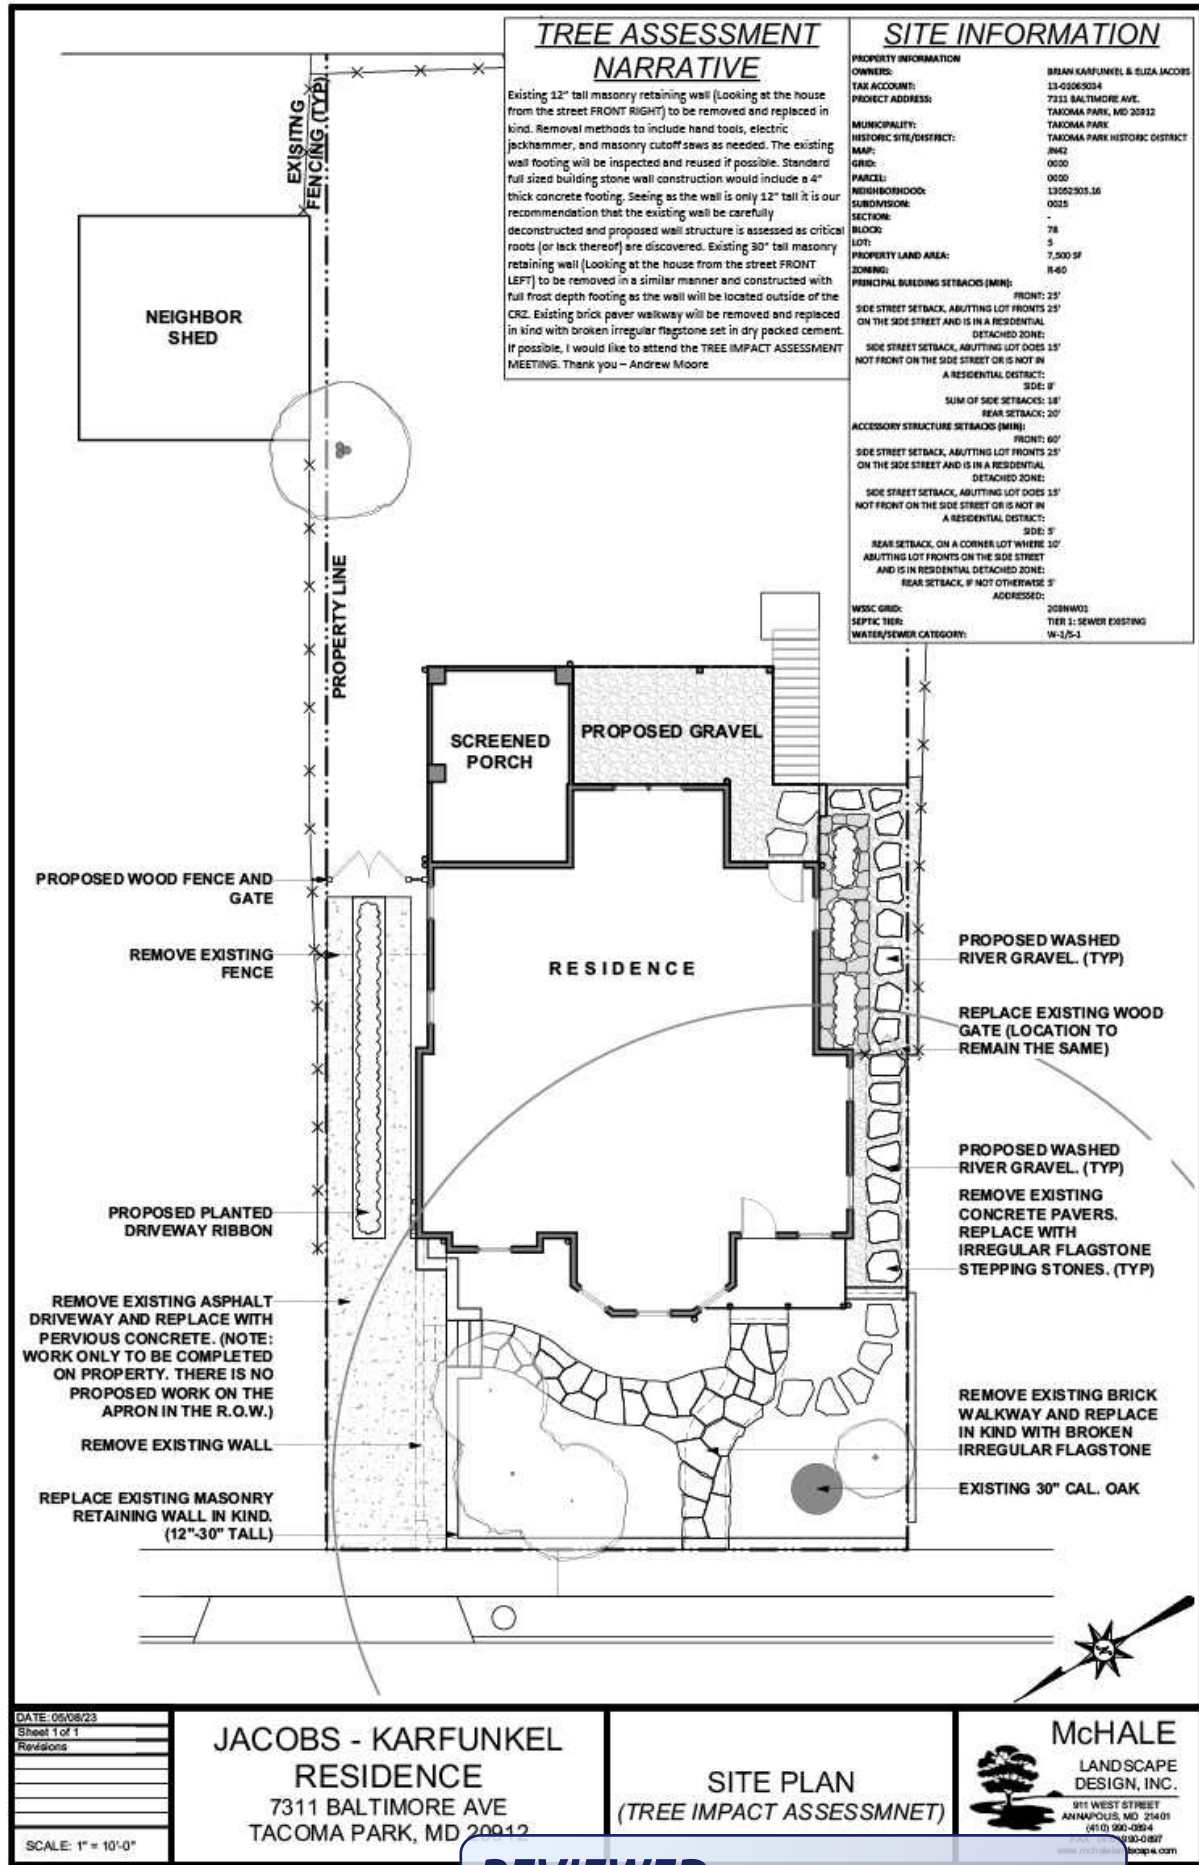 TREE ASSESSMENT
NARRATIVE
Existing 12" tall masonry retaining wall (Looking at the house
from the street FRONT RIGHT) to be removed and replaced in
kind. Removal methods to include hand tools, electric
jackhammer, and masonry cutoff saws as needed. The existing
wall footing will be inspected and reused if possible. Standard
full sized building stone wall construction would include a 4"
thick concrete footing. Seeing as the wall is only 12" tall it is our
recommendation that the existing wall be carefully
deconstructed and proposed wall structure is assessed as critical
roots (or lack thereof) are discovered. Existing 30" tall masonry
retaining wall (Looking at the house from the street FRONT
LEFT) to be removed in a similar manner and constructed with
full frost depth footing as the wall will be located outside of the
CRZ. Existing brick paver walkway will be removed and replaced
in kind with broken irregular flagstone set in dry packed cement.
If possible, I would like to attend the TREE IMPACT ASSESSMENT
MEETING. Thank you – Andrew Moore
SITE INFORMATION
PROPERTY INFORMATION
OWNERS: BRIAN KARFUNKEL & ELIZA JACOBS
TAX ACCOUNT: 13-01065034
PROJECT ADDRESS: 7311 BALTIMORE AVE.
TAKOMA PARK, MD 20912
MUNICIPALITY: TAKOMA PARK
HISTORIC SITE/DISTRICT: TAKOMA PARK HISTORIC DISTRICT
MAP: JN42
GRID: 0000
PARCEL: 0000
NEIGHBORHOOD: 13052503.16
SUBDIVISION: 0025
SECTION: -
BLOCK: 78
LOT: 5
PROPERTY LAND AREA: 7,500 SF
ZONING: R-60
PRINCIPAL BUILDING SETBACKS (MIN):
FRONT: 25'
SIDE STREET SETBACK, ABUTTING LOT FRONTS 25'
ON THE SIDE STREET AND IS IN A RESIDENTIAL
DETACHED ZONE:
SIDE STREET SETBACK, ABUTTING LOT DOES 15'
NOT FRONT ON THE SIDE STREET OR IS NOT IN
A RESIDENTIAL DISTRICT:
SIDE: 8'
SUM OF SIDE SETBACKS: 18'
REAR SETBACK: 20'
ACCESSORY STRUCTURE SETBACKS (MIN):
FRONT: 60'
SIDE STREET SETBACK, ABUTTING LOT FRONTS 25'
ON THE SIDE STREET AND IS IN A RESIDENTIAL
DETACHED ZONE:
SIDE STREET SETBACK, ABUTTING LOT DOES 15'
NOT FRONT ON THE SIDE STREET OR IS NOT IN
A RESIDENTIAL DISTRICT:
SIDE: 5'
REAR SETBACK, ON A CORNER LOT WHERE 10'
ABUTTING LOT FRONTS ON THE SIDE STREET
AND IS IN RESIDENTIAL DETACHED ZONE:
REAR SETBACK, IF NOT OTHERWISE 5'
ADDRESSED:
WSSC GRID: 209NW01
SEPTIC TIER: TIER 1: SEWER EXISTING
WATER/SEWER CATEGORY: W-1/S-1
EXISITNG
FENCING (TYP)
NEIGHBOR
SHED
PROPERTY LINE
SCREENED
PORCH
PROPOSED GRAVEL
PROPOSED WOOD FENCE AND
GATE
REMOVE EXISTING
FENCE
RESIDENCE
PROPOSED WASHED
RIVER GRAVEL. (TYP)
REPLACE EXISTING WOOD
GATE (LOCATION TO
REMAIN THE SAME)
PROPOSED WASHED
RIVER GRAVEL. (TYP)
REMOVE EXISTING
CONCRETE PAVERS.
REPLACE WITH
IRREGULAR FLAGSTONE
STEPPING STONES. (TYP)
PROPOSED PLANTED
DRIVEWAY RIBBON
REMOVE EXISTING ASPHALT
DRIVEWAY AND REPLACE WITH
PERVIOUS CONCRETE. (NOTE:
WORK ONLY TO BE COMPLETED
ON PROPERTY. THERE IS NO
PROPOSED WORK ON THE
APRON IN THE R.O.W.)
REMOVE EXISTING WALL
REPLACE EXISTING MASONRY
RETAINING WALL IN KIND.
(12"-30" TALL)
REMOVE EXISTING BRICK
WALKWAY AND REPLACE
IN KIND WITH BROKEN
IRREGULAR FLAGSTONE
EXISTING 30" CAL. OAK
DATE: 05/08/23
Sheet 1 of 1
Revisions
SCALE: 1" = 10'-0"
JACOBS - KARFUNKEL
RESIDENCE
7311 BALTIMORE AVE
TACOMA PARK, MD 20912
SITE PLAN
(TREE IMPACT ASSESSMNET)
McHALE
LANDSCAPE
DESIGN, INC.
911 WEST STREET
ANNAPOLIS, MD 21401
(410) 990-0894
990-0897
REVIEWED